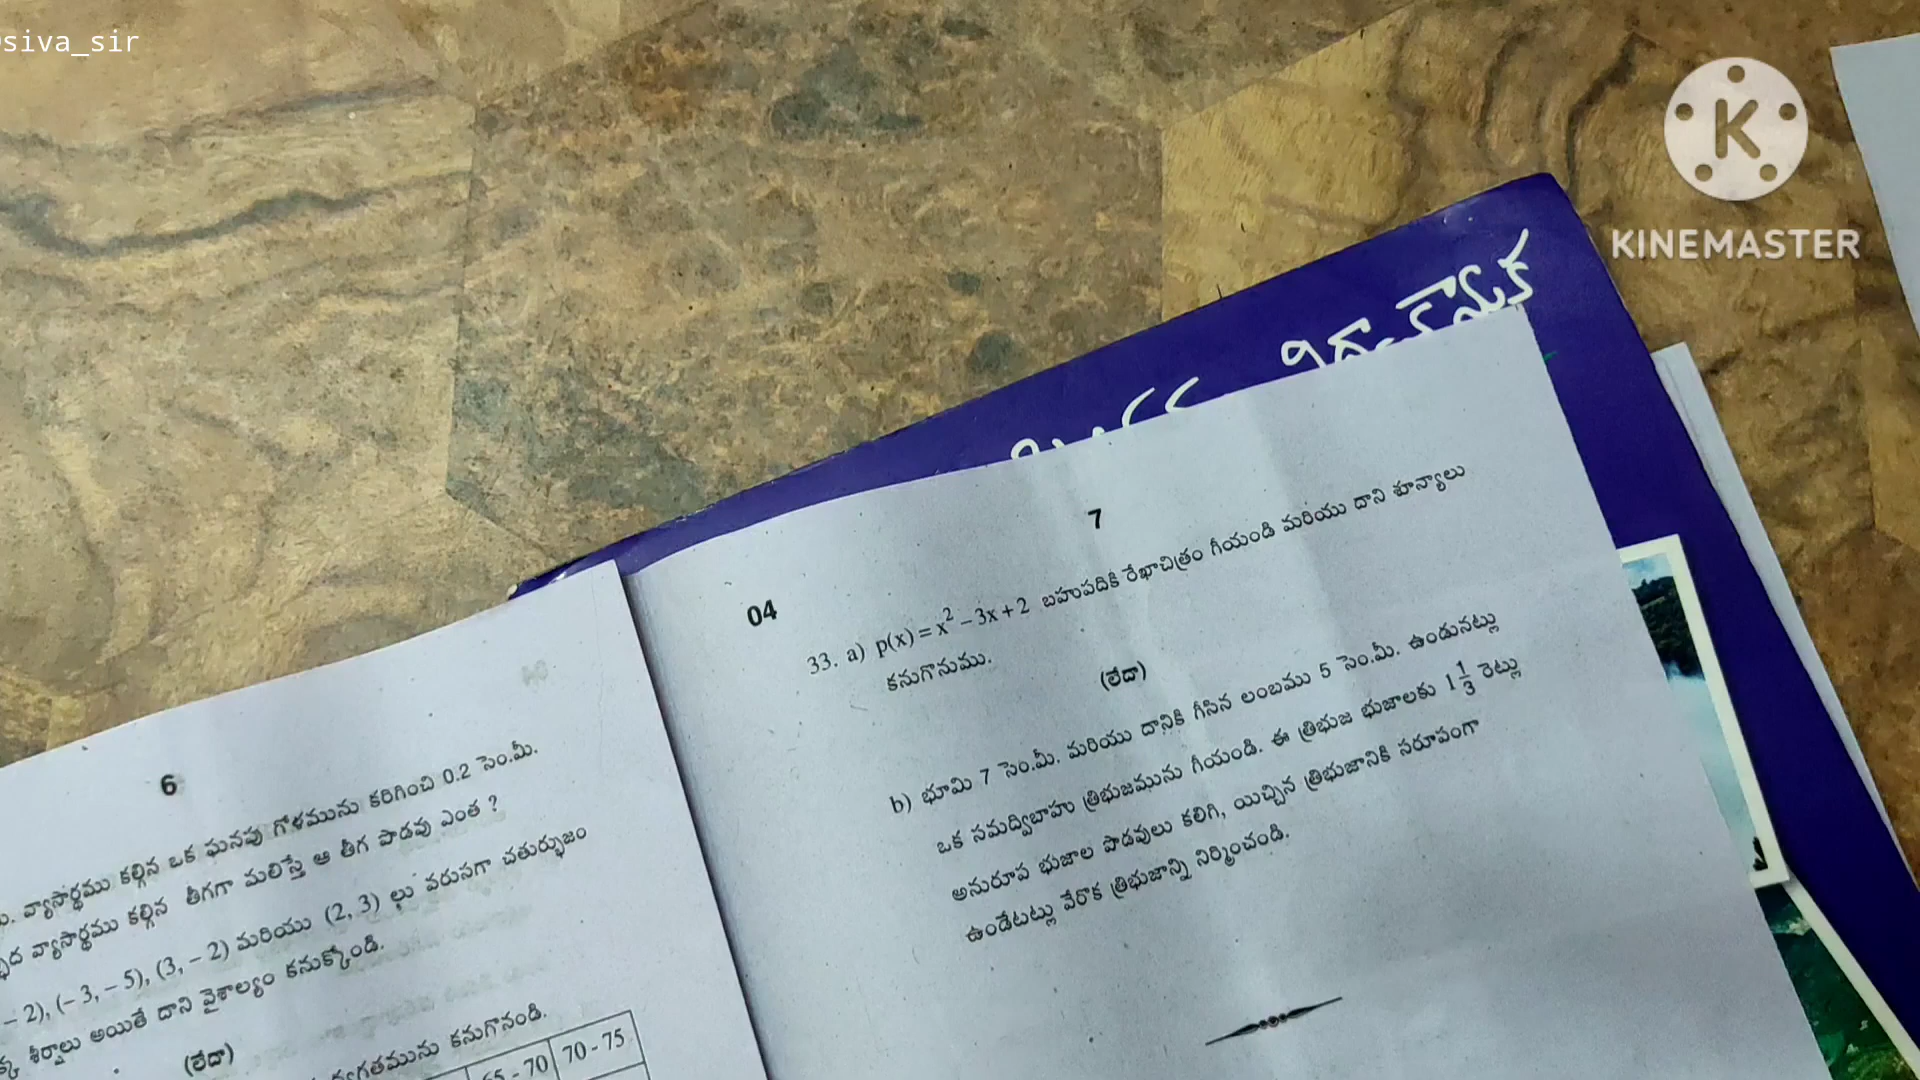 siva_sir
KINEMASTER
6
వ్యాసార్థము కల్గిన ఒక ఘనపు గోళమును కరిగించి 0.2 సెం.మీ.
వ్యాసార్థము కల్గిన తీగగా మలిస్తే ఆ తీగ పొడవు ఎంత ?
– 2), (– 3, – 5), (3, – 2) మరియు (2, 3) లు వరుసగా చతుర్భుజం
శీర్షాలు అయితే దాని వైశాల్యం కనుక్కోండి.
(లేదా)
కనుగొనండి.
65 - 70 70 - 75
7
04
33. a) p(x) = x² – 3x + 2 బహుపదికి రేఖాచిత్రం గీయండి మరియు దాని శూన్యాలు
కనుగొనుము.
(లేదా)
b) భూమి 7 సెం.మీ. మరియు దానికి గీసిన లంబము 5 సెం.మీ. ఉండునట్లు
ఒక సమద్విబాహు త్రిభుజమును గీయండి. ఈ త్రిభుజ భుజాలకు 1 1/3 రెట్లు
అనురూప భుజాల పొడవులు కలిగి, యిచ్చిన త్రిభుజానికి సరూపంగా
ఉండేటట్లు వేరొక త్రిభుజాన్ని నిర్మించండి.